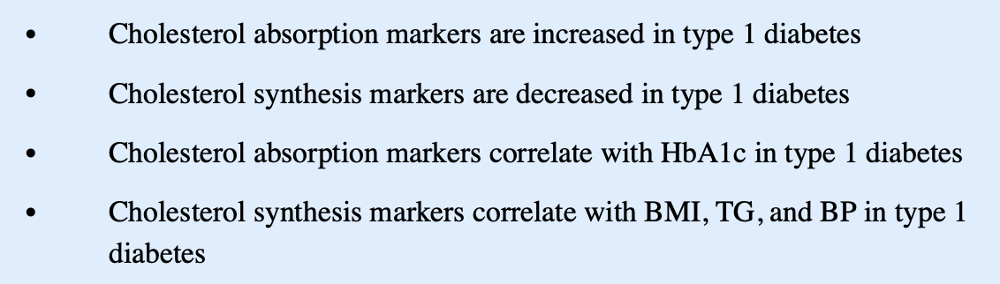 • Cholesterol absorption markers are increased in type 1 diabetes
• Cholesterol synthesis markers are decreased in type 1 diabetes
• Cholesterol absorption markers correlate with HbA1c in type 1 diabetes
• Cholesterol synthesis markers correlate with BMI, TG, and BP in type 1
diabetes